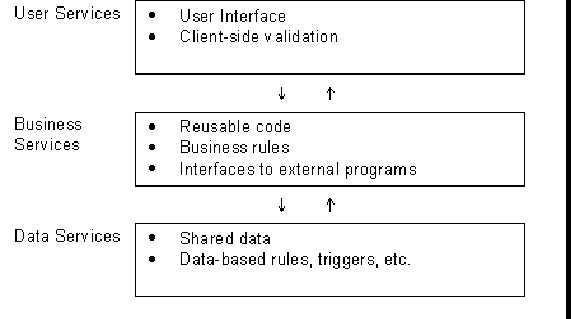 User Services
• User Interface
• Client-side validation
↓ ↑
Business
Services
• Reusable code
• Business rules
• Interfaces to external programs
↓ ↑
Data Services
• Shared data
• Data-based rules, triggers, etc.